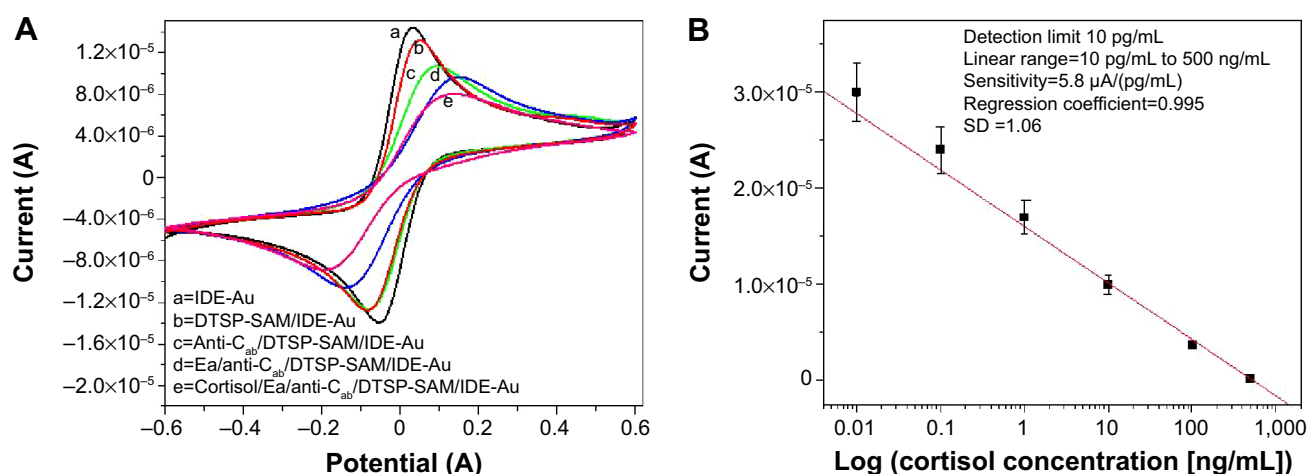 A
Current (A)
1.2×10⁻⁵
8.0×10⁻⁶
4.0×10⁻⁶
0
–4.0×10⁻⁶
–8.0×10⁻⁶
–1.2×10⁻⁵
–1.6×10⁻⁵
–2.0×10⁻⁵
a
b
c
d
e
a=IDE-Au
b=DTSP-SAM/IDE-Au
c=Anti-Cab/DTSP-SAM/IDE-Au
d=Ea/anti-Cab/DTSP-SAM/IDE-Au
e=Cortisol/Ea/anti-Cab/DTSP-SAM/IDE-Au
–0.6 –0.4 –0.2 0 0.2 0.4 0.6
Potential (A)
B
Current (A)
3.0×10⁻⁵
2.0×10⁻⁵
1.0×10⁻⁵
0
Detection limit 10 pg/mL
Linear range=10 pg/mL to 500 ng/mL
Sensitivity=5.8 µA/(pg/mL)
Regression coefficient=0.995
SD =1.06
0.01 0.1 1 10 100 1,000
Log (cortisol concentration [ng/mL])